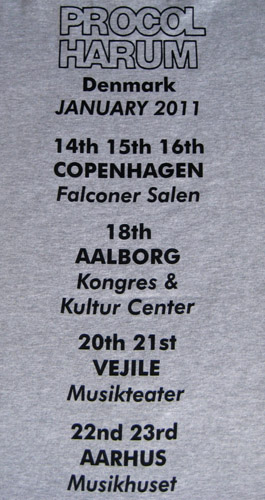 PROCOL
HARUM
Denmark
JANUARY 2011
14th 15th 16th
COPENHAGEN
Falconer Salen
18th
AALBORG
Kongres &
Kultur Center
20th 21st
VEJILE
Musikteater
22nd 23rd
AARHUS
Musikhuset